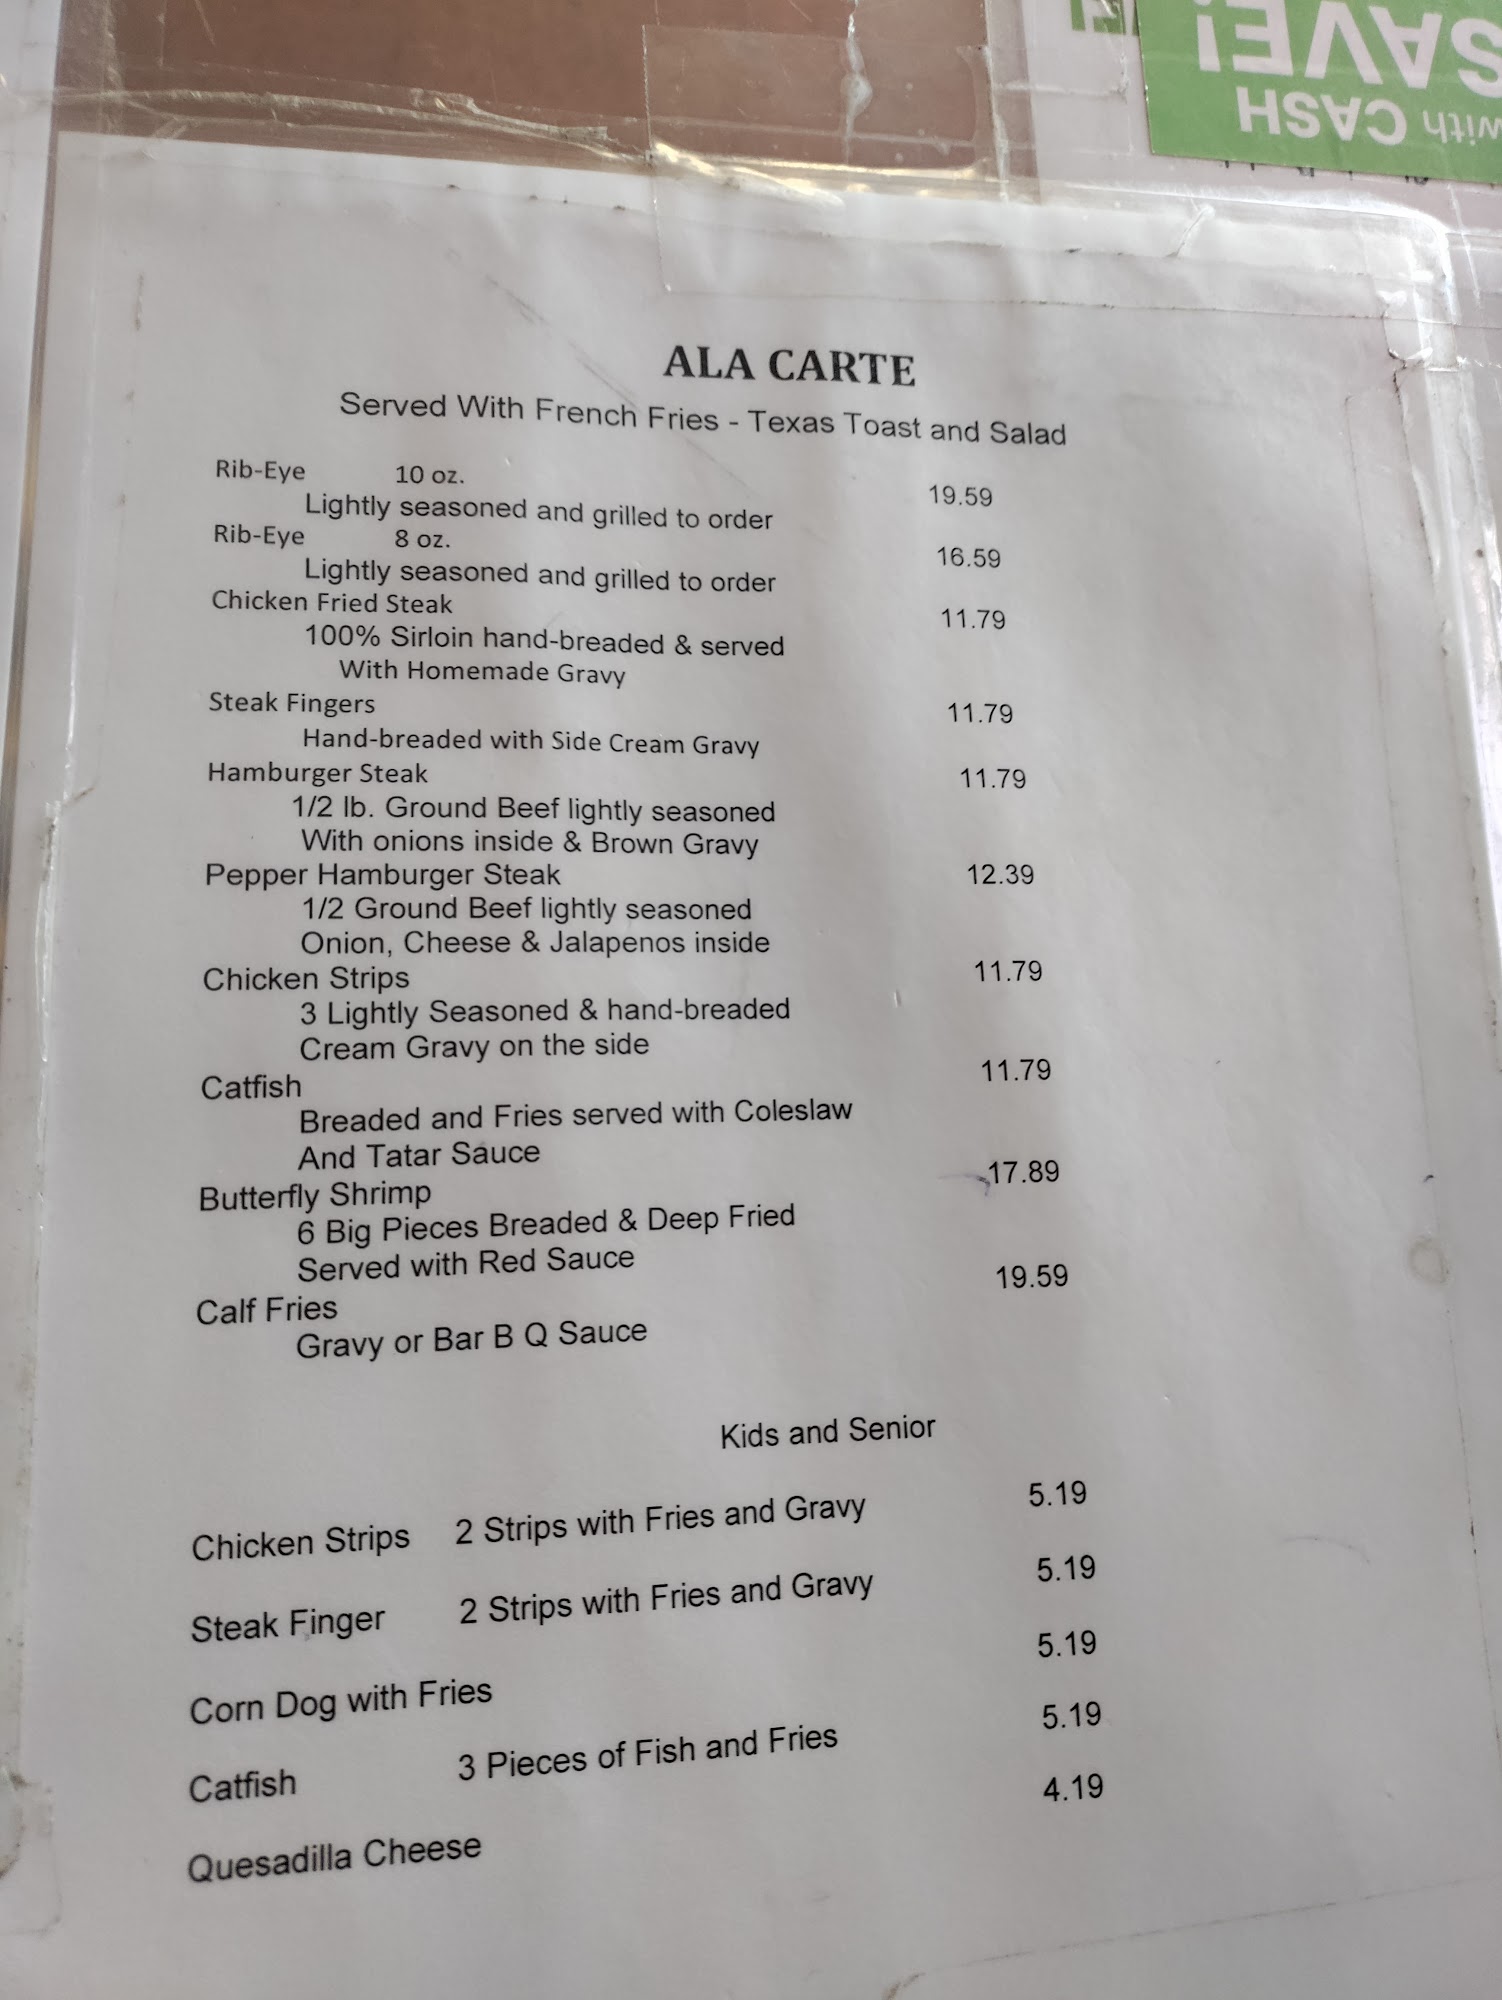 SAVE!
with CASH
ALA CARTE
Served With French Fries - Texas Toast and Salad
Rib-Eye 10 oz. 19.59
Lightly seasoned and grilled to order
Rib-Eye 8 oz. 16.59
Lightly seasoned and grilled to order
Chicken Fried Steak 11.79
100% Sirloin hand-breaded & served
With Homemade Gravy
Steak Fingers 11.79
Hand-breaded with Side Cream Gravy
Hamburger Steak 11.79
1/2 lb. Ground Beef lightly seasoned
With onions inside & Brown Gravy
Pepper Hamburger Steak 12.39
1/2 Ground Beef lightly seasoned
Onion, Cheese & Jalapenos inside
Chicken Strips 11.79
3 Lightly Seasoned & hand-breaded
Cream Gravy on the side
Catfish 11.79
Breaded and Fries served with Coleslaw
And Tatar Sauce
Butterfly Shrimp 17.89
6 Big Pieces Breaded & Deep Fried
Served with Red Sauce
Calf Fries 19.59
Gravy or Bar B Q Sauce
Kids and Senior
Chicken Strips 2 Strips with Fries and Gravy 5.19
Steak Finger 2 Strips with Fries and Gravy 5.19
Corn Dog with Fries 5.19
Catfish 3 Pieces of Fish and Fries 5.19
Quesadilla Cheese 4.19